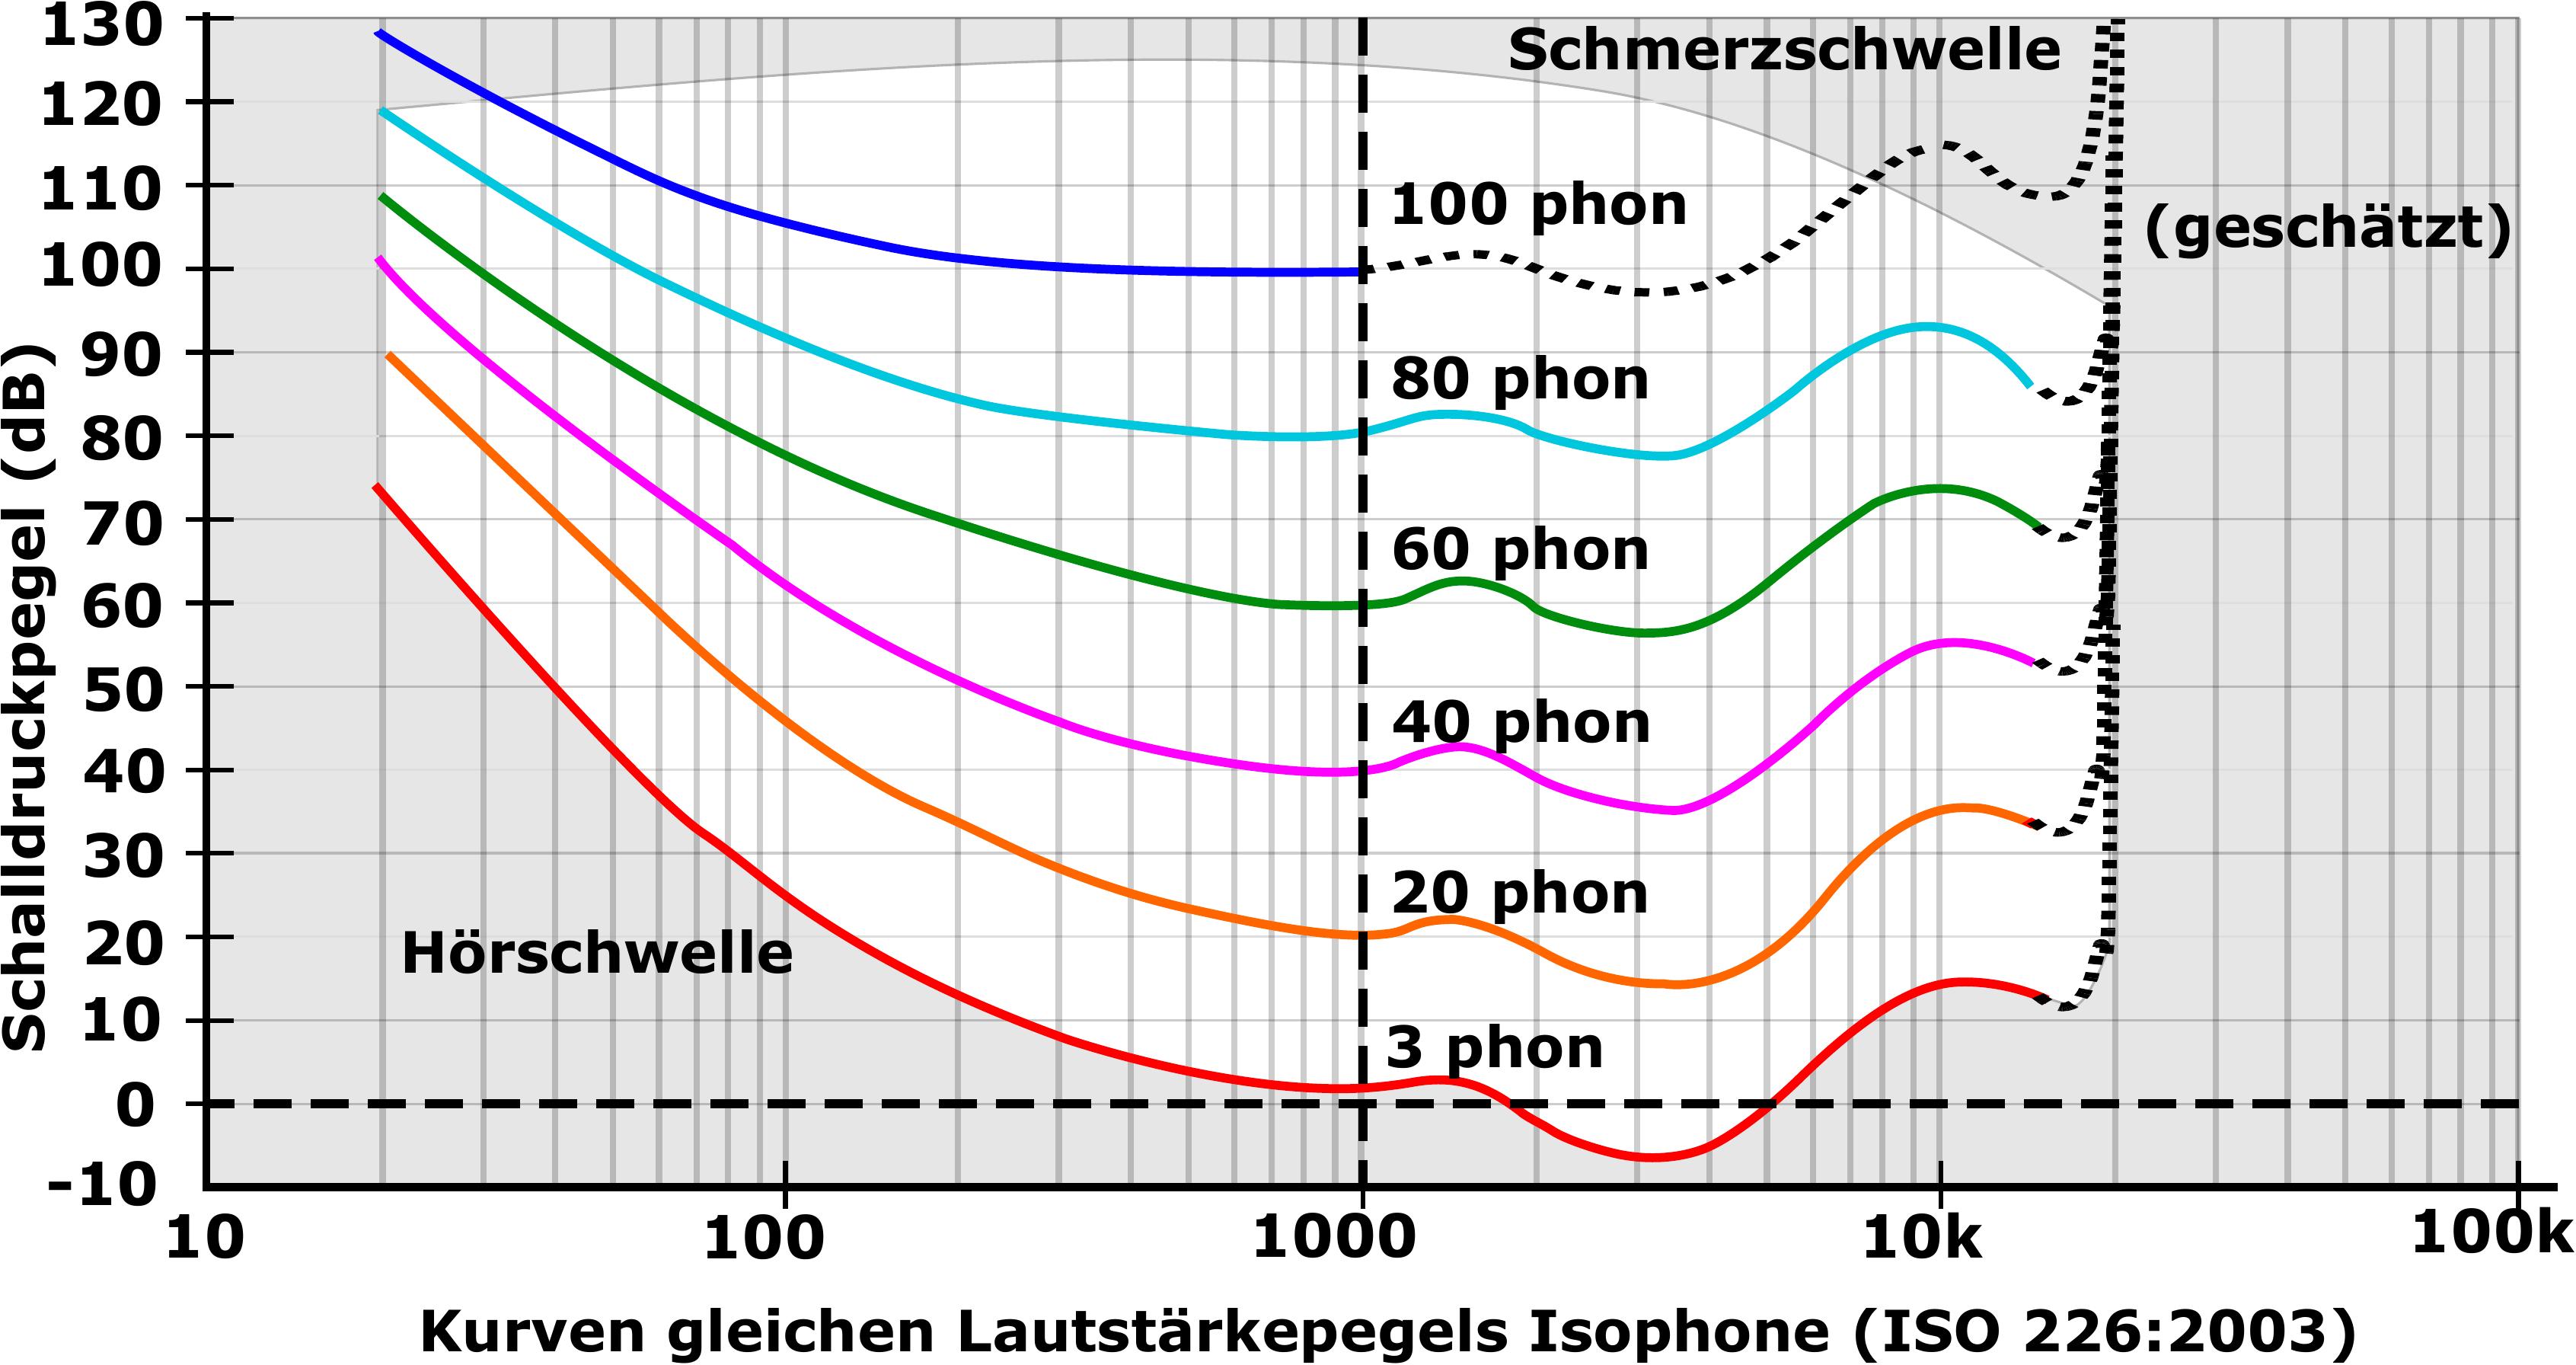 Schmerzschwelle
(geschätzt)
130
120
110
100
90
80
70
60
50
40
30
20
10
0
-10
Schalldruckpegel (dB)
100 phon
80 phon
60 phon
40 phon
20 phon
3 phon
Hörschwelle
10
100
1000
10k
100k
Kurven gleichen Lautstärkepegels Isophone (ISO 226:2003)